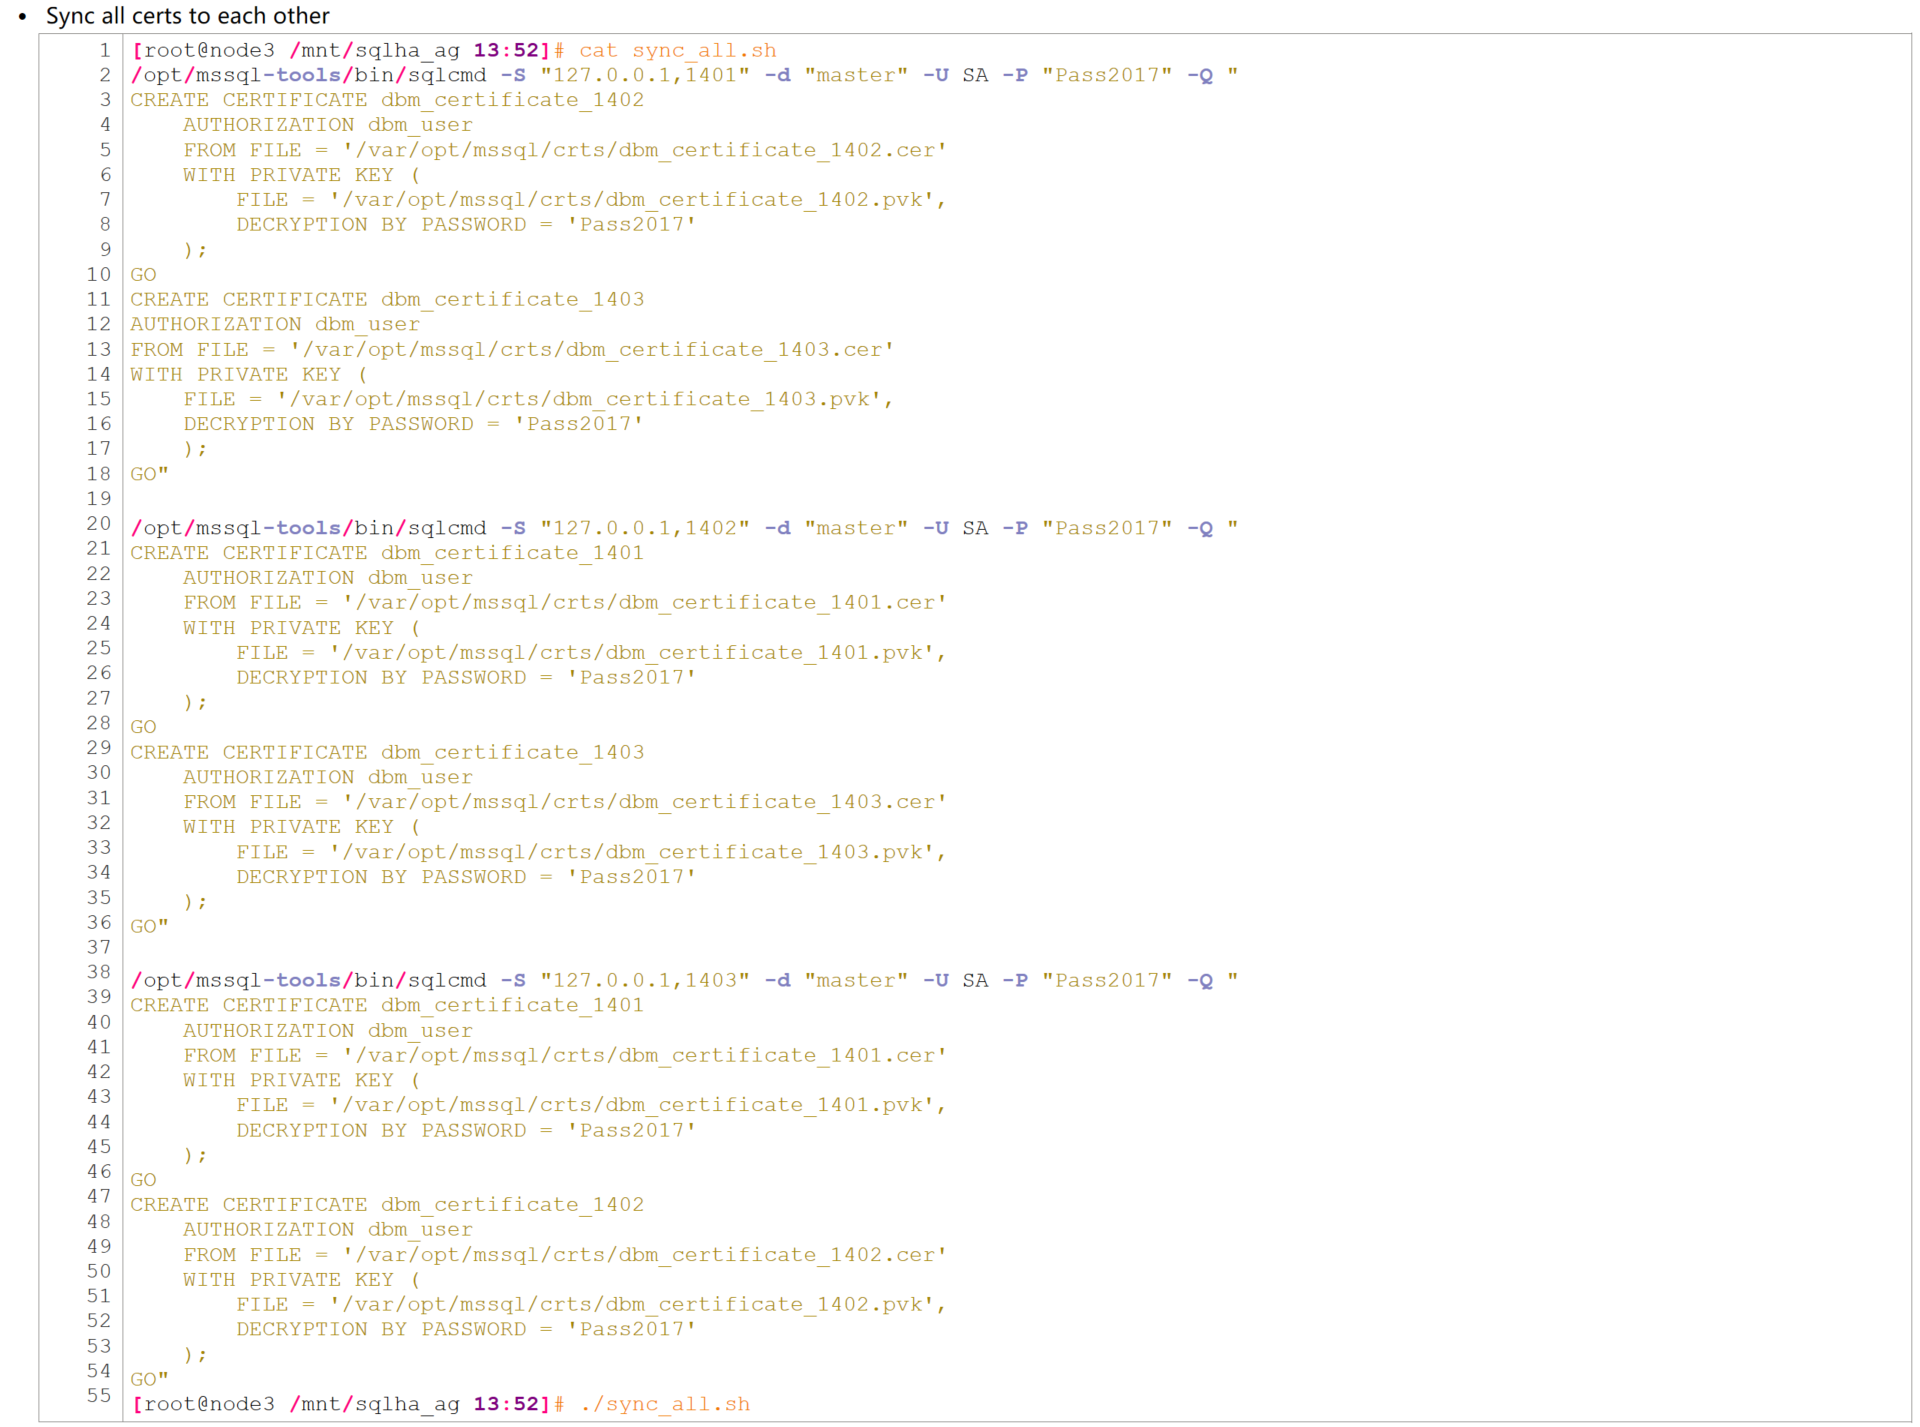 • Sync all certs to each other
1 [root@node3 /mnt/sqlha_ag 13:52]# cat sync_all.sh
2 /opt/mssql-tools/bin/sqlcmd -S "127.0.0.1,1401" -d "master" -U SA -P "Pass2017" -Q "
3 CREATE CERTIFICATE dbm_certificate_1402
4     AUTHORIZATION dbm_user
5     FROM FILE = '/var/opt/mssql/crts/dbm_certificate_1402.cer'
6     WITH PRIVATE KEY (
7         FILE = '/var/opt/mssql/crts/dbm_certificate_1402.pvk',
8         DECRYPTION BY PASSWORD = 'Pass2017'
9     );
10 GO
11 CREATE CERTIFICATE dbm_certificate_1403
12 AUTHORIZATION dbm_user
13 FROM FILE = '/var/opt/mssql/crts/dbm_certificate_1403.cer'
14 WITH PRIVATE KEY (
15     FILE = '/var/opt/mssql/crts/dbm_certificate_1403.pvk',
16     DECRYPTION BY PASSWORD = 'Pass2017'
17     );
18 GO"
19
20 /opt/mssql-tools/bin/sqlcmd -S "127.0.0.1,1402" -d "master" -U SA -P "Pass2017" -Q "
21 CREATE CERTIFICATE dbm_certificate_1401
22     AUTHORIZATION dbm_user
23     FROM FILE = '/var/opt/mssql/crts/dbm_certificate_1401.cer'
24     WITH PRIVATE KEY (
25         FILE = '/var/opt/mssql/crts/dbm_certificate_1401.pvk',
26         DECRYPTION BY PASSWORD = 'Pass2017'
27     );
28 GO
29 CREATE CERTIFICATE dbm_certificate_1403
30     AUTHORIZATION dbm_user
31     FROM FILE = '/var/opt/mssql/crts/dbm_certificate_1403.cer'
32     WITH PRIVATE KEY (
33         FILE = '/var/opt/mssql/crts/dbm_certificate_1403.pvk',
34         DECRYPTION BY PASSWORD = 'Pass2017'
35     );
36 GO"
37
38 /opt/mssql-tools/bin/sqlcmd -S "127.0.0.1,1403" -d "master" -U SA -P "Pass2017" -Q "
39 CREATE CERTIFICATE dbm_certificate_1401
40     AUTHORIZATION dbm_user
41     FROM FILE = '/var/opt/mssql/crts/dbm_certificate_1401.cer'
42     WITH PRIVATE KEY (
43         FILE = '/var/opt/mssql/crts/dbm_certificate_1401.pvk',
44         DECRYPTION BY PASSWORD = 'Pass2017'
45     );
46 GO
47 CREATE CERTIFICATE dbm_certificate_1402
48     AUTHORIZATION dbm_user
49     FROM FILE = '/var/opt/mssql/crts/dbm_certificate_1402.cer'
50     WITH PRIVATE KEY (
51         FILE = '/var/opt/mssql/crts/dbm_certificate_1402.pvk',
52         DECRYPTION BY PASSWORD = 'Pass2017'
53     );
54 GO"
55 [root@node3 /mnt/sqlha_ag 13:52]# ./sync_all.sh